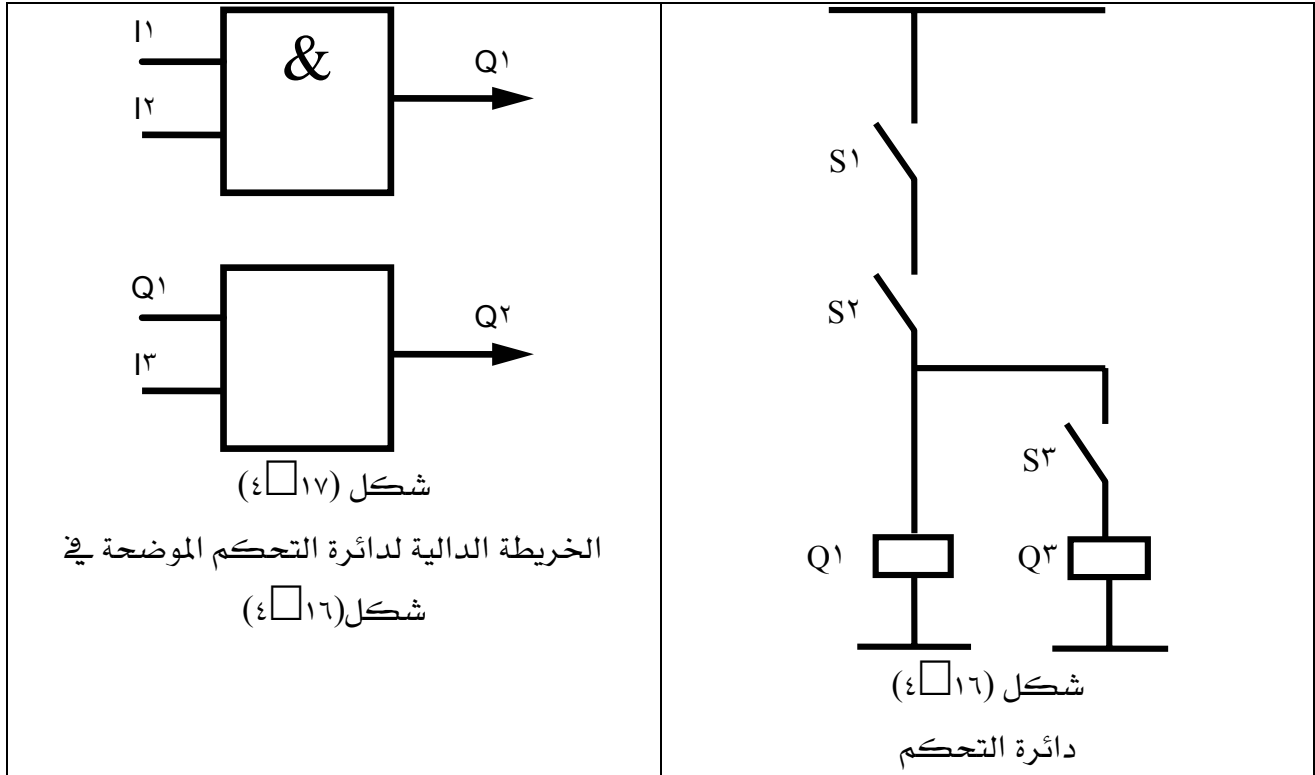 S١
S٢
S٣
Q١
Q٣
شكل (١٦□٤)
دائرة التحكم
I١
&
Q١
I٢
Q١
Q٢
I٣
شكل (١٧□٤)
الخريطة الدالية لدائرة التحكم الموضحة في
شكل(١٦□٤)